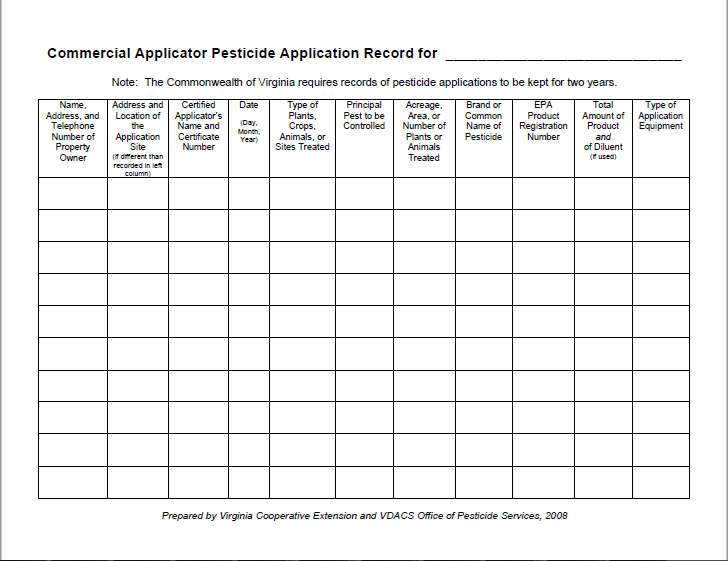 Commercial Applicator Pesticide Application Record for ______________________________
Note: The Commonwealth of Virginia requires records of pesticide applications to be kept for two years.
Name,
Address, and
Telephone
Number of
Property
Owner
Address and
Location of
the
Application
Site
(if different than
recorded in left
column)
Certified
Applicator's
Name and
Certificate
Number
Date
(Day,
Month,
Year)
Type of
Plants,
Crops,
Animals, or
Sites Treated
Principal
Pest to be
Controlled
Acreage,
Area, or
Number of
Plants or
Animals
Treated
Brand or
Common
Name of
Pesticide
EPA
Product
Registration
Number
Total
Amount of
Product
and
of Diluent
(if used)
Type of
Application
Equipment
Prepared by Virginia Cooperative Extension and VDACS Office of Pesticide Services, 2008